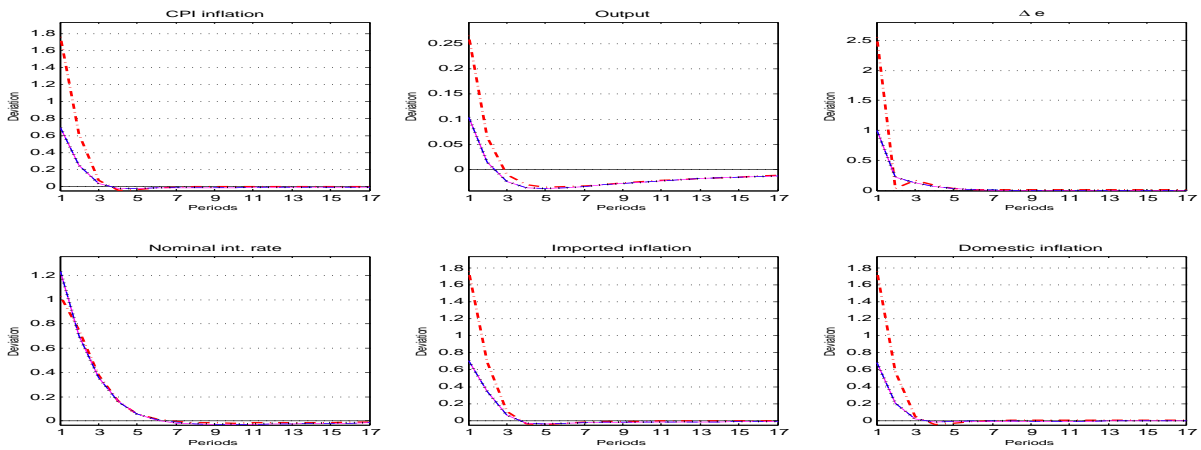 CPI inflation
1.8
1.6
1.4
1.2
1
0.8
0.6
0.4
0.2
0
Deviation
1 3 5 7 9 11 13 15 17
Periods
Output
0.25
0.2
0.15
0.1
0.05
0
Deviation
1 3 5 7 9 11 13 15 17
Periods
Δ e
2.5
2
1.5
1
0.5
0
Deviation
1 3 5 7 9 11 13 15 17
Periods
Nominal int. rate
1.2
1
0.8
0.6
0.4
0.2
0
Deviation
1 3 5 7 9 11 13 15 17
Periods
Imported inflation
1.8
1.6
1.4
1.2
1
0.8
0.6
0.4
0.2
0
Deviation
1 3 5 7 9 11 13 15 17
Periods
Domestic inflation
1.8
1.6
1.4
1.2
1
0.8
0.6
0.4
0.2
0
Deviation
1 3 5 7 9 11 13 15 17
Periods